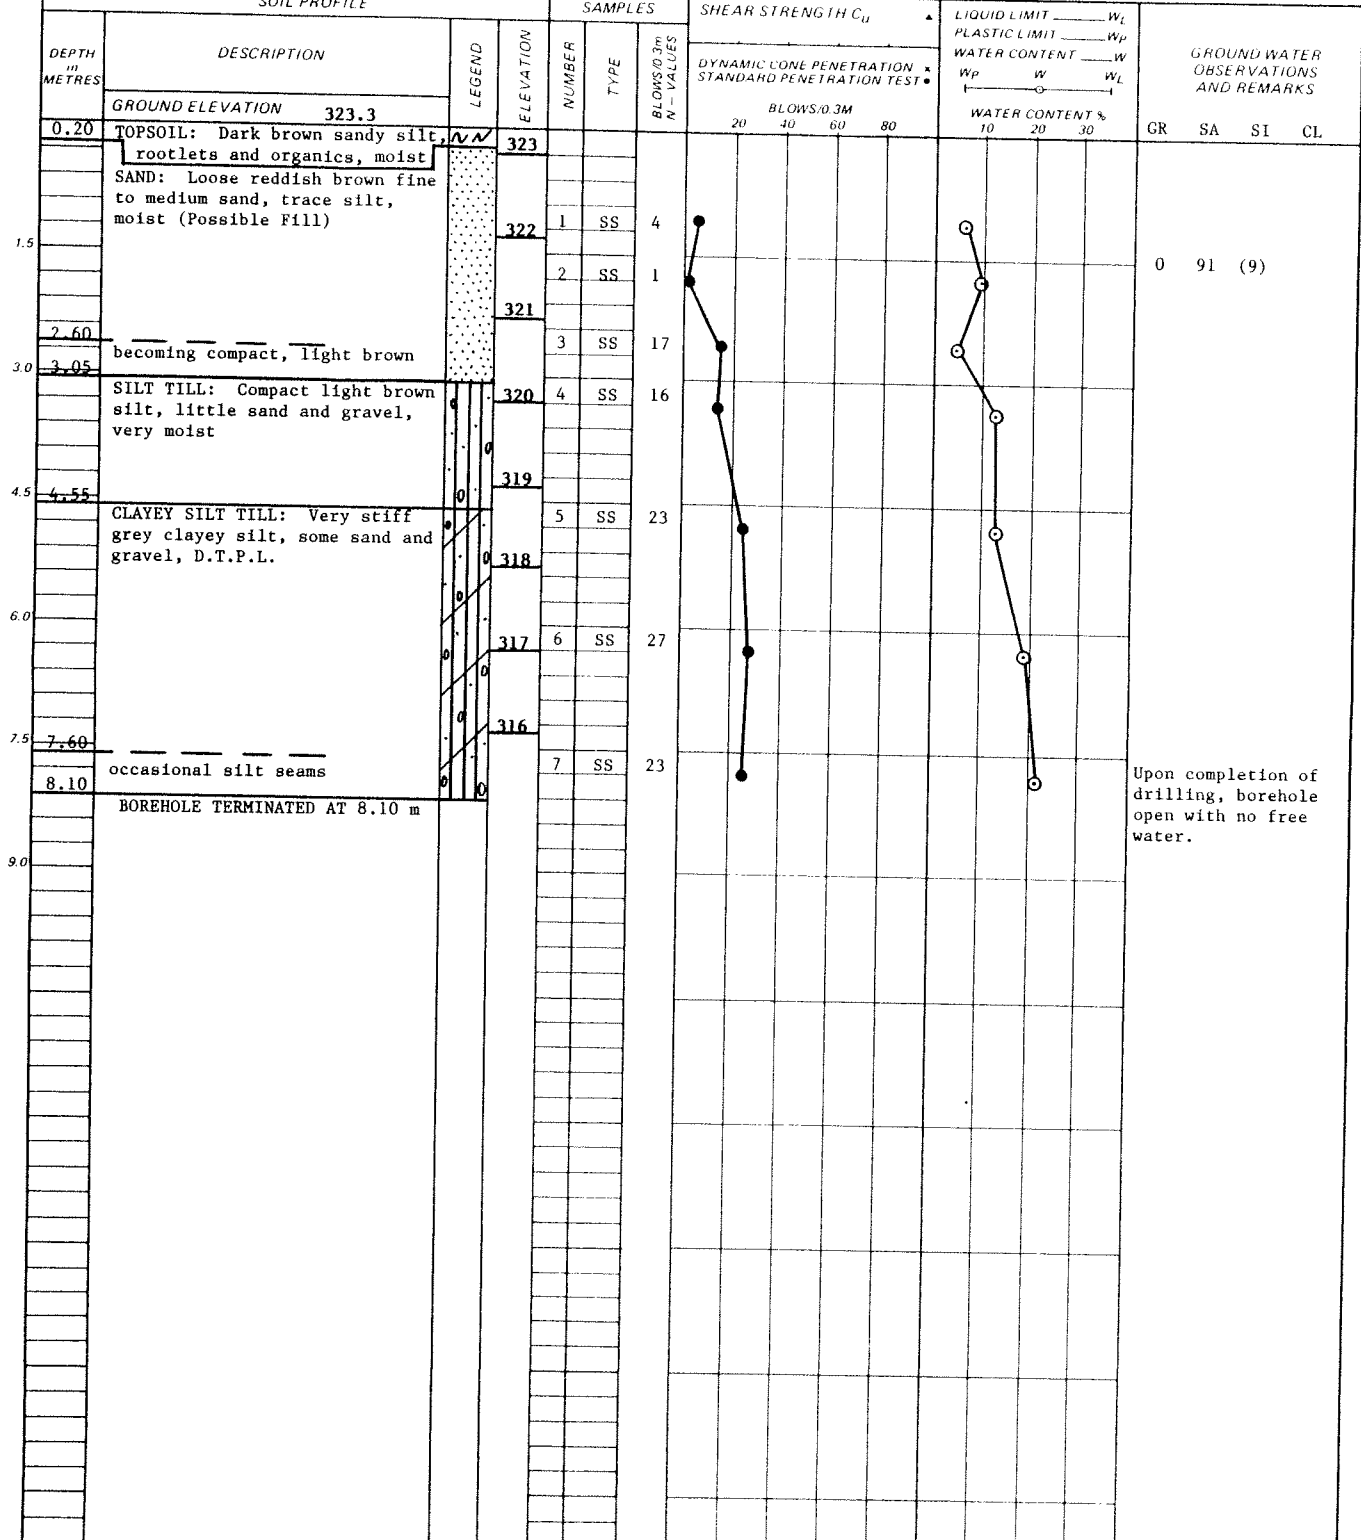 SOIL PROFILE
SAMPLES
SHEAR STRENGTH Cu ▲
LIQUID LIMIT ______ WL
PLASTIC LIMIT ______ WP
WATER CONTENT ____ W
WP W WL
WATER CONTENT %
10 20 30
DEPTH
in
METRES
DESCRIPTION
LEGEND
ELEVATION
NUMBER
TYPE
BLOWS/0.3m
N - VALUES
DYNAMIC CONE PENETRATION x
STANDARD PENETRATION TEST ●
BLOWS/0.3M
20 40 60 80
GROUND WATER
OBSERVATIONS
AND REMARKS
GR SA SI CL
GROUND ELEVATION 323.3
0.20 TOPSOIL: Dark brown sandy silt,
rootlets and organics, moist
323
SAND: Loose reddish brown fine
to medium sand, trace silt,
moist (Possible Fill)
322 1 SS 4
1.5
2 SS 1
0 91 (9)
321
2.60
3 SS 17
becoming compact, light brown
3.0 3.05
SILT TILL: Compact light brown
silt, little sand and gravel,
very moist
320 4 SS 16
319
4.5 4.55
CLAYEY SILT TILL: Very stiff
grey clayey silt, some sand and
gravel, D.T.P.L.
5 SS 23
318
6.0
317 6 SS 27
316
7.5 7.60
occasional silt seams
7 SS 23
8.10
BOREHOLE TERMINATED AT 8.10 m
Upon completion of
drilling, borehole
open with no free
water.
9.0